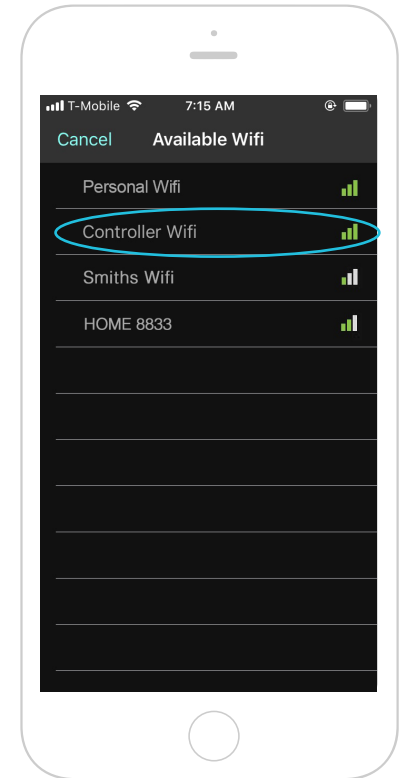 T-Mobile 7:15 AM
Cancel Available Wifi
Personal Wifi
Controller Wifi
Smiths Wifi
HOME 8833